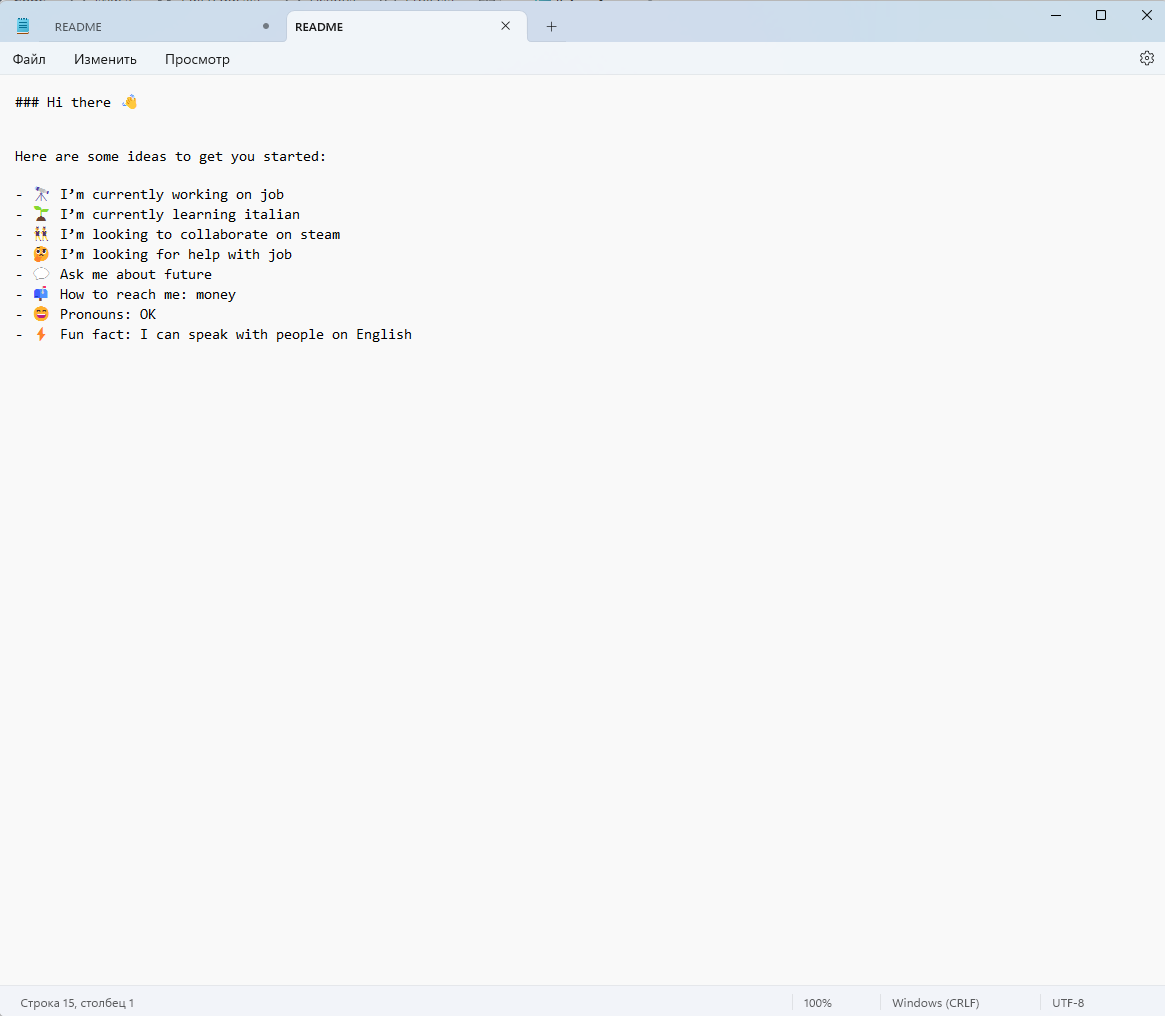 README
README
Файл Изменить Просмотр
### Hi there 👋
Here are some ideas to get you started:
- 🔭 I’m currently working on job
- 🌱 I’m currently learning italian
- 👯 I’m looking to collaborate on steam
- 🤔 I’m looking for help with job
- 💬 Ask me about future
- 📫 How to reach me: money
- 😄 Pronouns: OK
- ⚡ Fun fact: I can speak with people on English
Строка 15, столбец 1 100% Windows (CRLF) UTF-8